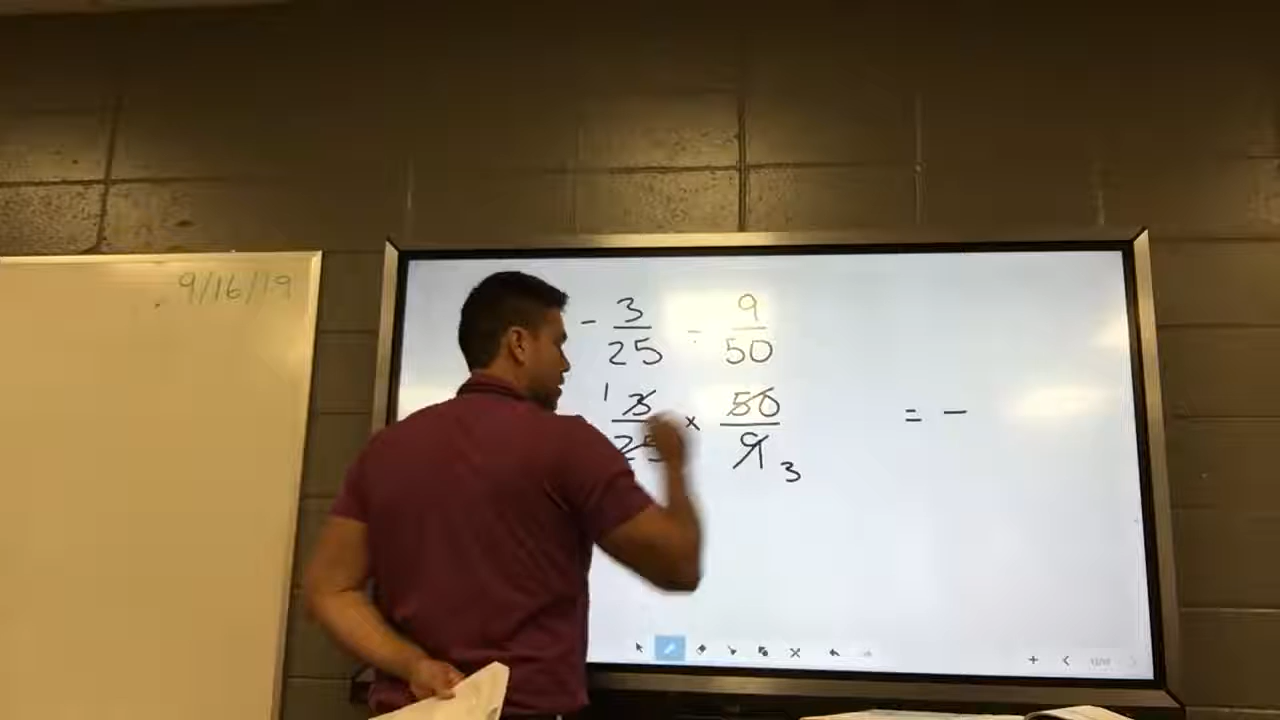 9/16/19
- 3/25 ÷ 9/50
1 3/25 × 50/9 3 = -